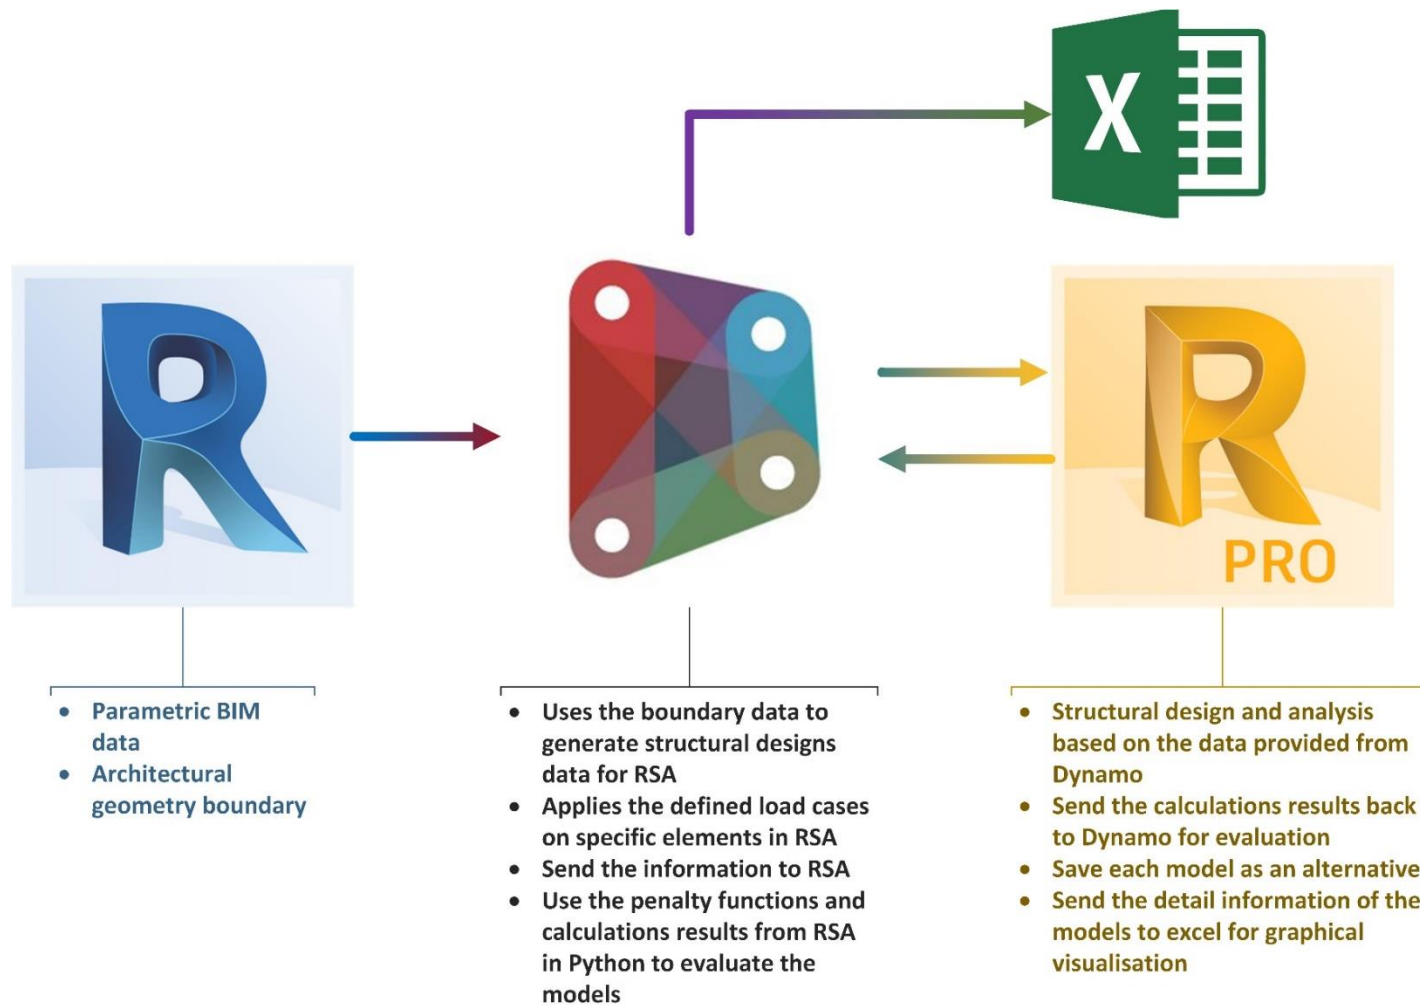 X
PRO
• Parametric BIM
data
• Architectural
geometry boundary
• Uses the boundary data to
generate structural designs
data for RSA
• Applies the defined load cases
on specific elements in RSA
• Send the information to RSA
• Use the penalty functions and
calculations results from RSA
in Python to evaluate the
models
• Structural design and analysis
based on the data provided from
Dynamo
• Send the calculations results back
to Dynamo for evaluation
• Save each model as an alternative
• Send the detail information of the
models to excel for graphical
visualisation